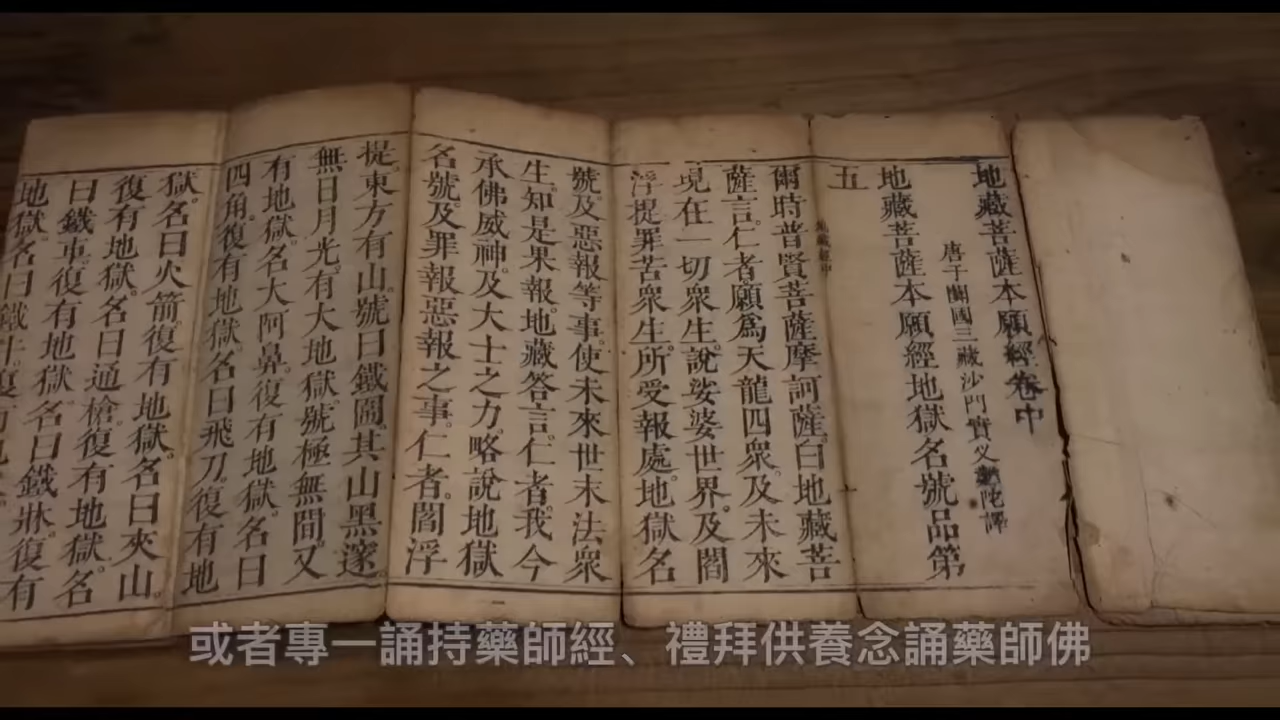 地藏菩薩本願經卷中
唐于闐國三藏沙門實叉難陀譯
地藏菩薩本願經地獄名號品第
五
爾時普賢菩薩摩訶薩。白地藏菩
薩言。仁者。願為天龍四衆。及未來
現在一切衆生。說娑婆世界。及閻
浮提罪苦衆生。所受報處。地獄名
號。及惡報等事。使未來世末法衆
生。知是果報。地藏答言。仁者。我今
承佛威神。及大士之力。略說地獄
名號。及罪報惡報之事。仁者。閻浮
提。東方有山。號曰鐵圍。其山黑邃。
無日月光。有大地獄。號極無間。又
有地獄。名大阿鼻。復有地獄。名曰
四角。復有地獄。名曰飛刀。復有地
獄。名曰火箭。復有地獄。名曰夾山。
復有地獄。名曰通槍。復有地獄。名
曰鐵車。復有地獄。名曰鐵牀。復有
地獄。名曰鐵牛。復有
或者專一誦持藥師經、禮拜供養念誦藥師佛